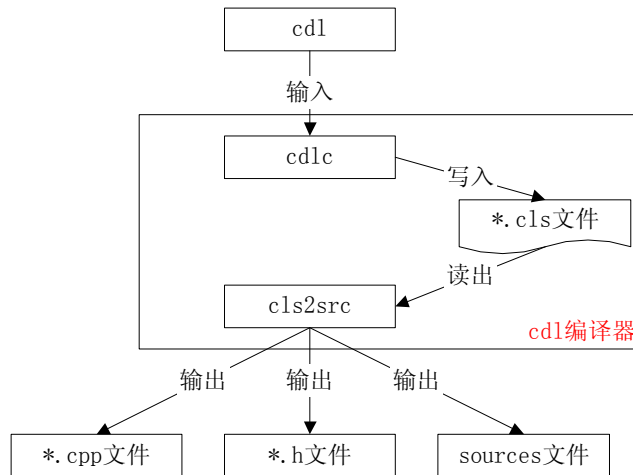 cdl
输入
cdlc
写入
*.cls文件
读出
cls2src
cdl编译器
输出
输出
输出
*.cpp文件
*.h文件
sources文件